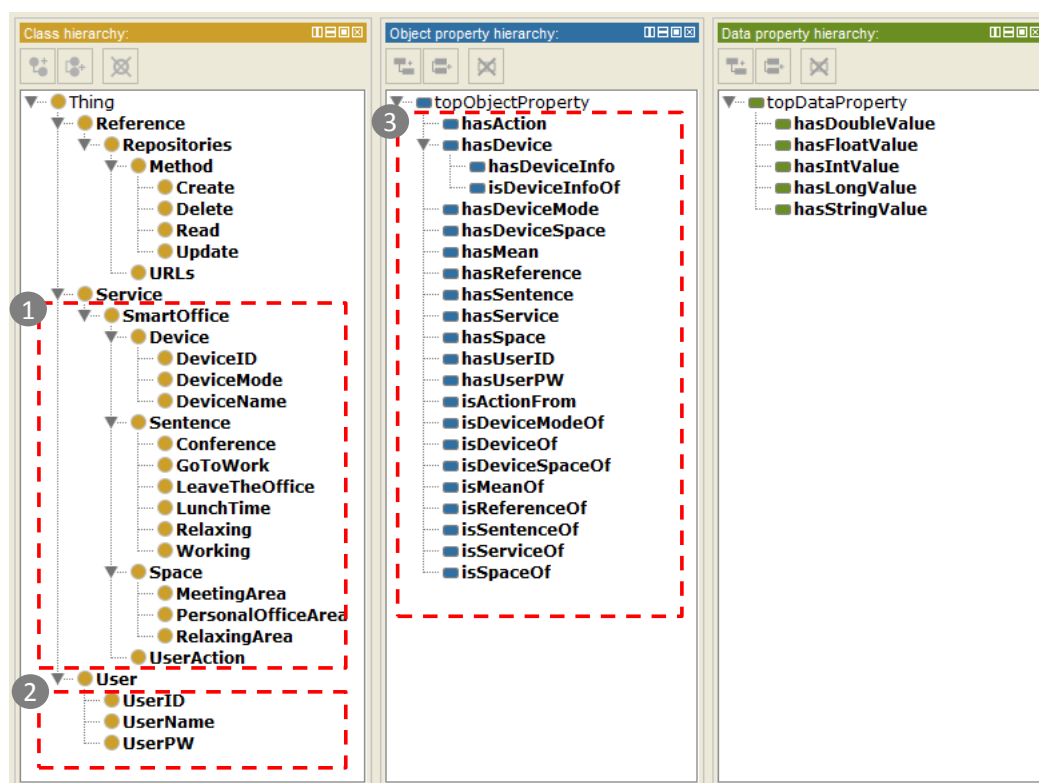 Class hierarchy:
Thing
Reference
Repositories
Method
Create
Delete
Read
Update
URLs
Service
1
SmartOffice
Device
DeviceID
DeviceMode
DeviceName
Sentence
Conference
GoToWork
LeaveTheOffice
LunchTime
Relaxing
Working
Space
MeetingArea
PersonalOfficeArea
RelaxingArea
UserAction
User
2
UserID
UserName
UserPW
Object property hierarchy:
topObjectProperty
3
hasAction
hasDevice
hasDeviceInfo
isDeviceInfoOf
hasDeviceMode
hasDeviceSpace
hasMean
hasReference
hasSentence
hasService
hasSpace
hasUserID
hasUserPW
isActionFrom
isDeviceModeOf
isDeviceOf
isDeviceSpaceOf
isMeanOf
isReferenceOf
isSentenceOf
isServiceOf
isSpaceOf
Data property hierarchy:
topDataProperty
hasDoubleValue
hasFloatValue
hasIntValue
hasLongValue
hasStringValue